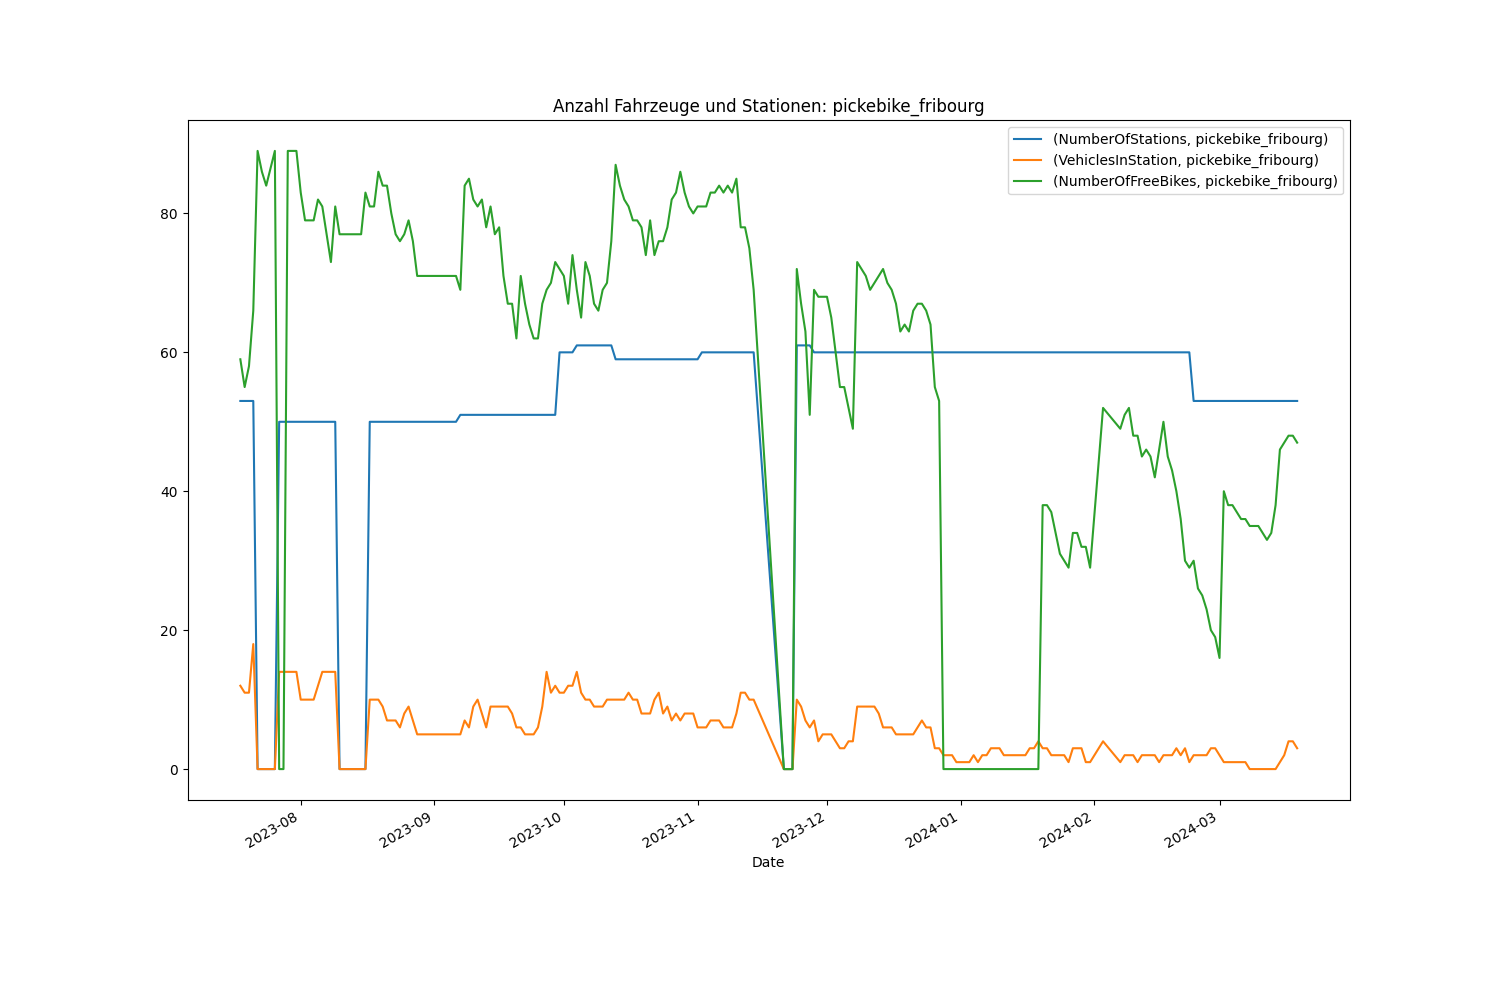 Anzahl Fahrzeuge und Stationen: pickebike_fribourg
(NumberOfStations, pickebike_fribourg)
(VehiclesInStation, pickebike_fribourg)
(NumberOfFreeBikes, pickebike_fribourg)
80
60
40
20
0
2023-08
2023-09
2023-10
2023-11
2023-12
2024-01
2024-02
2024-03
Date